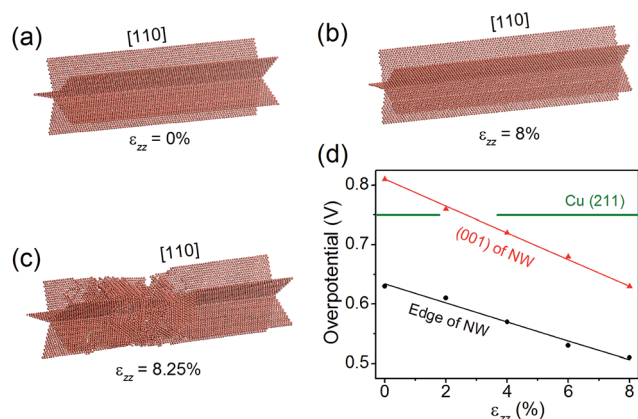 (a)
[110]
ε_zz = 0%
(b)
[110]
ε_zz = 8%
(c)
[110]
ε_zz = 8.25%
(d)
Overpotential (V)
0.8
0.7
0.6
0.5
Cu (211)
(001) of NW
Edge of NW
0 2 4 6 8
ε_zz (%)